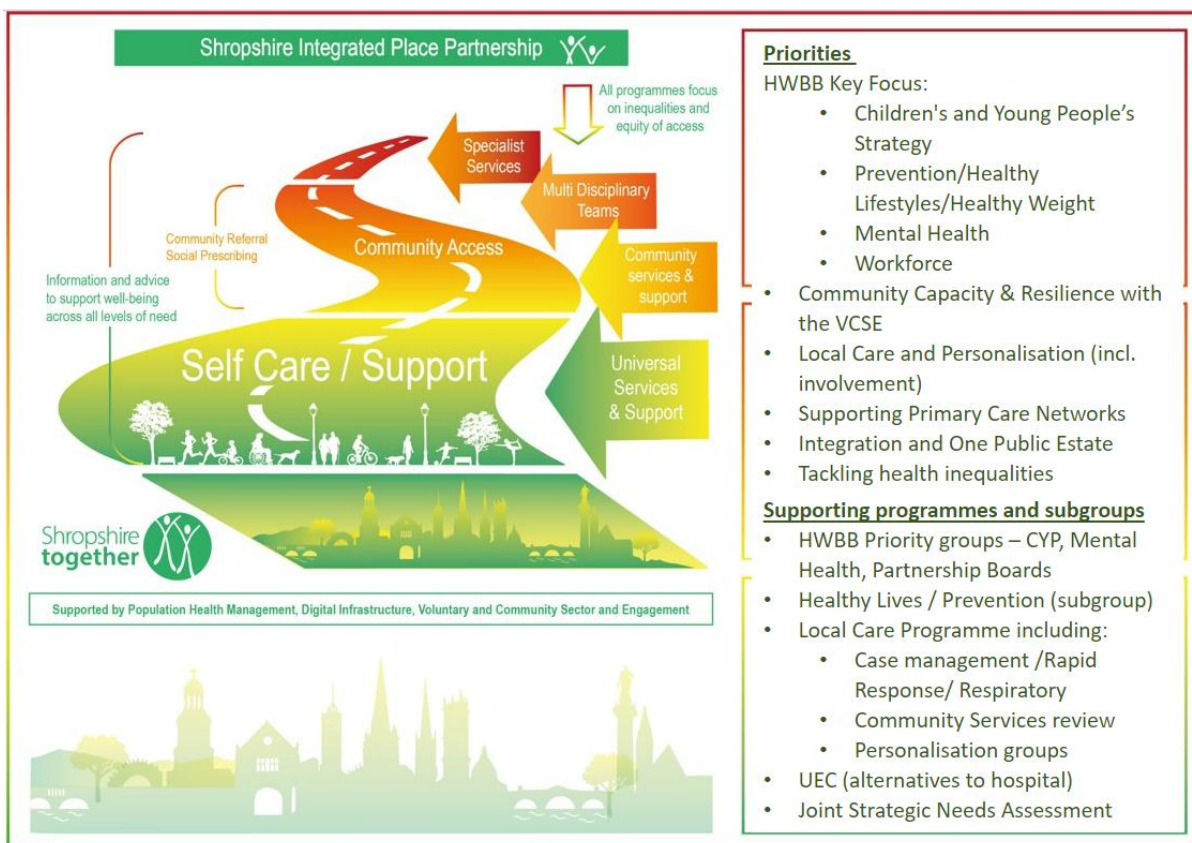 Shropshire Integrated Place Partnership
All programmes focus
on inequalities and
equity of access
Specialist
Services
Multi Disciplinary
Teams
Community Referral
Social Prescribing
Community Access
Community
services &
support
Information and advice
to support well-being
across all levels of need
Self Care / Support
Universal
Services
& Support
Shropshire
together
Supported by Population Health Management, Digital Infrastructure, Voluntary and Community Sector and Engagement
Priorities
HWBB Key Focus:
• Children's and Young People’s
Strategy
• Prevention/Healthy
Lifestyles/Healthy Weight
• Mental Health
• Workforce
• Community Capacity & Resilience with
the VCSE
• Local Care and Personalisation (incl.
involvement)
• Supporting Primary Care Networks
• Integration and One Public Estate
• Tackling health inequalities
Supporting programmes and subgroups
• HWBB Priority groups – CYP, Mental
Health, Partnership Boards
• Healthy Lives / Prevention (subgroup)
• Local Care Programme including:
• Case management /Rapid
Response/ Respiratory
• Community Services review
• Personalisation groups
• UEC (alternatives to hospital)
• Joint Strategic Needs Assessment